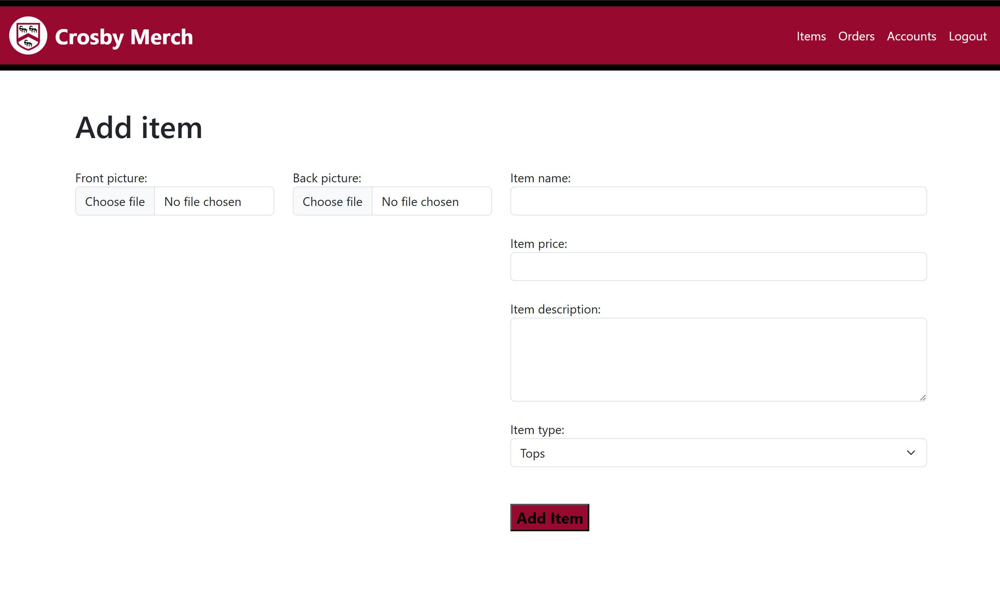 Crosby Merch
Items Orders Accounts Logout
Add item
Front picture:
Choose file No file chosen
Back picture:
Choose file No file chosen
Item name:
Item price:
Item description:
Item type:
Tops
Add Item